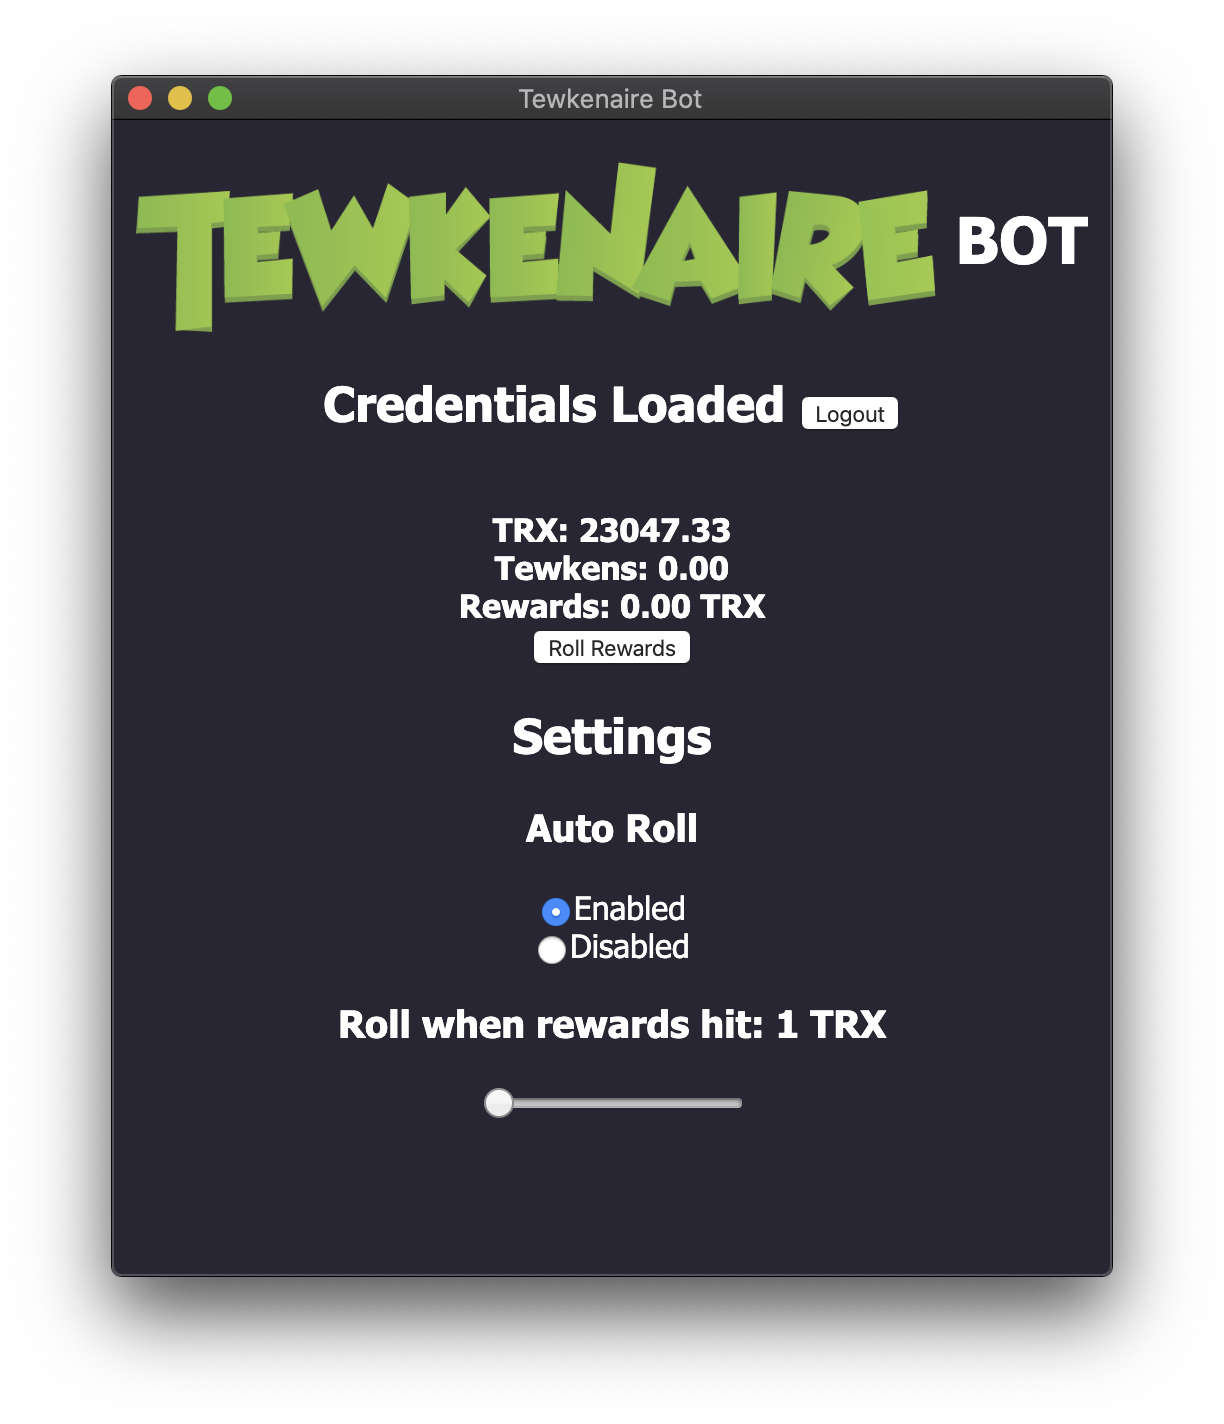 Tewkenaire Bot
TEWKENAIRE BOT
Credentials Loaded Logout
TRX: 23047.33
Tewkens: 0.00
Rewards: 0.00 TRX
Roll Rewards
Settings
Auto Roll
Enabled
Disabled
Roll when rewards hit: 1 TRX